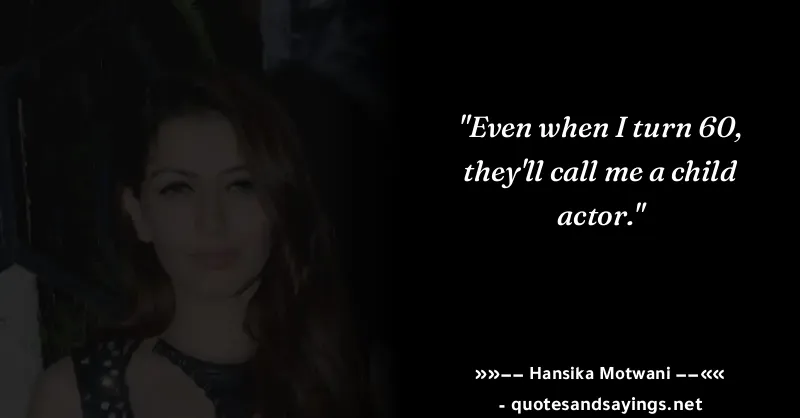 "Even when I turn 60,
they'll call me a child
actor."
»»−− Hansika Motwani −−««
- quotesandsayings.net